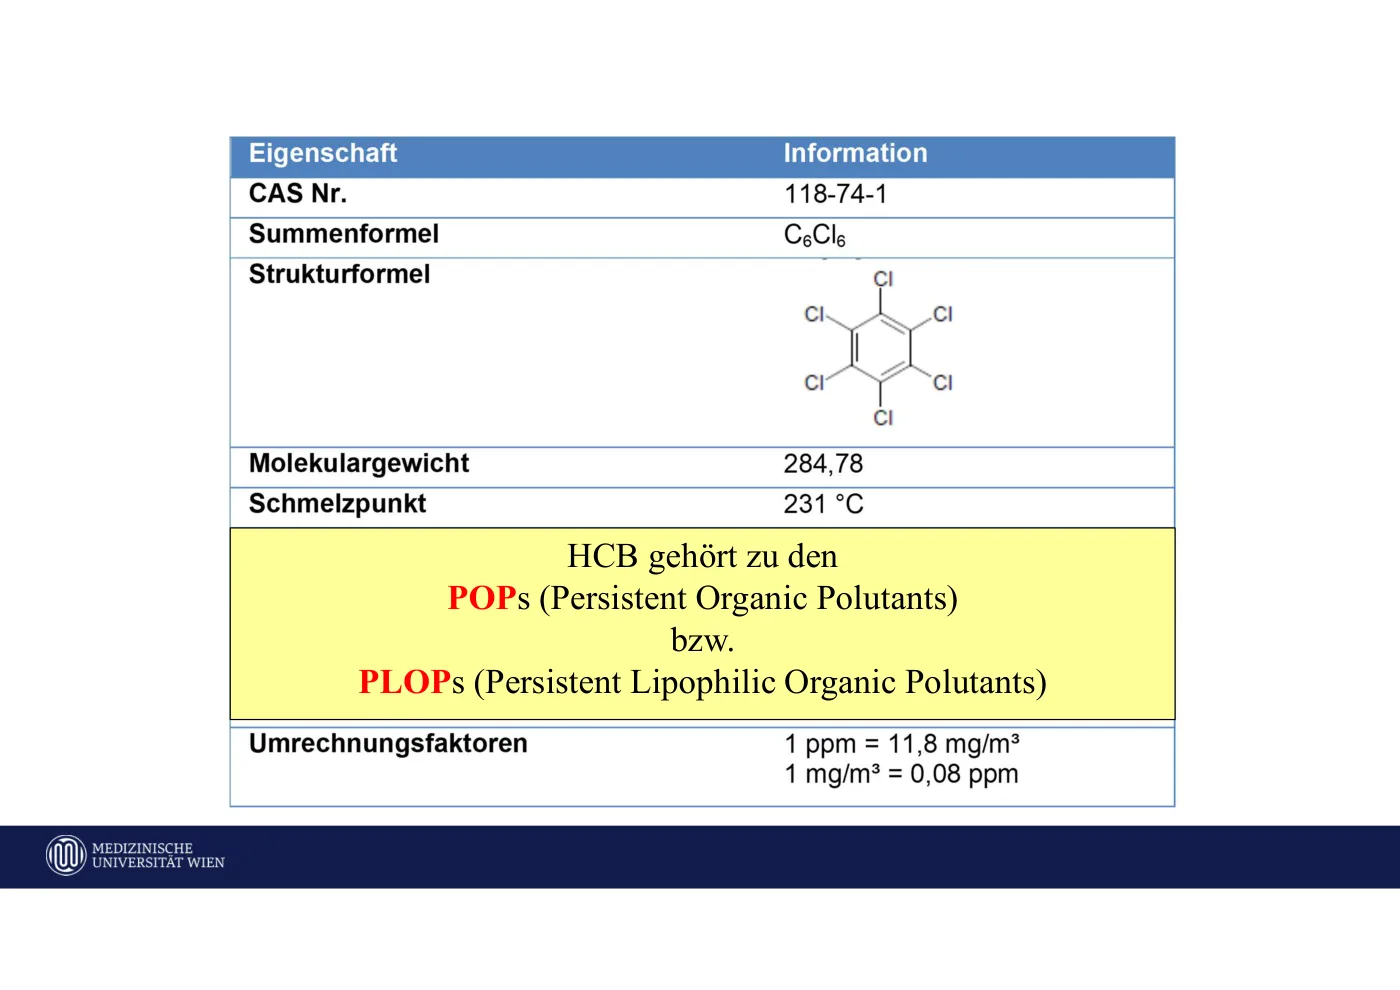 Eigenschaft Information
CAS Nr. 118-74-1
Summenformel C₆Cl₆
Strukturformel
Cl
Cl Cl
Cl Cl
Cl
Molekulargewicht 284,78
Schmelzpunkt 231 °C
HCB gehört zu den
POPs (Persistent Organic Polutants)
bzw.
PLOPs (Persistent Lipophilic Organic Polutants)
Umrechnungsfaktoren 1 ppm = 11,8 mg/m³
1 mg/m³ = 0,08 ppm
MEDIZINISCHE
UNIVERSITÄT WIEN